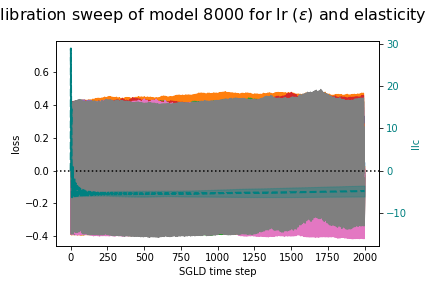 libration sweep of model 8000 for lr (ε) and elasticity
0.6
0.4
0.2
0.0
−0.2
−0.4
loss
30
20
10
0
−10
llc
0 250 500 750 1000 1250 1500 1750 2000
SGLD time step